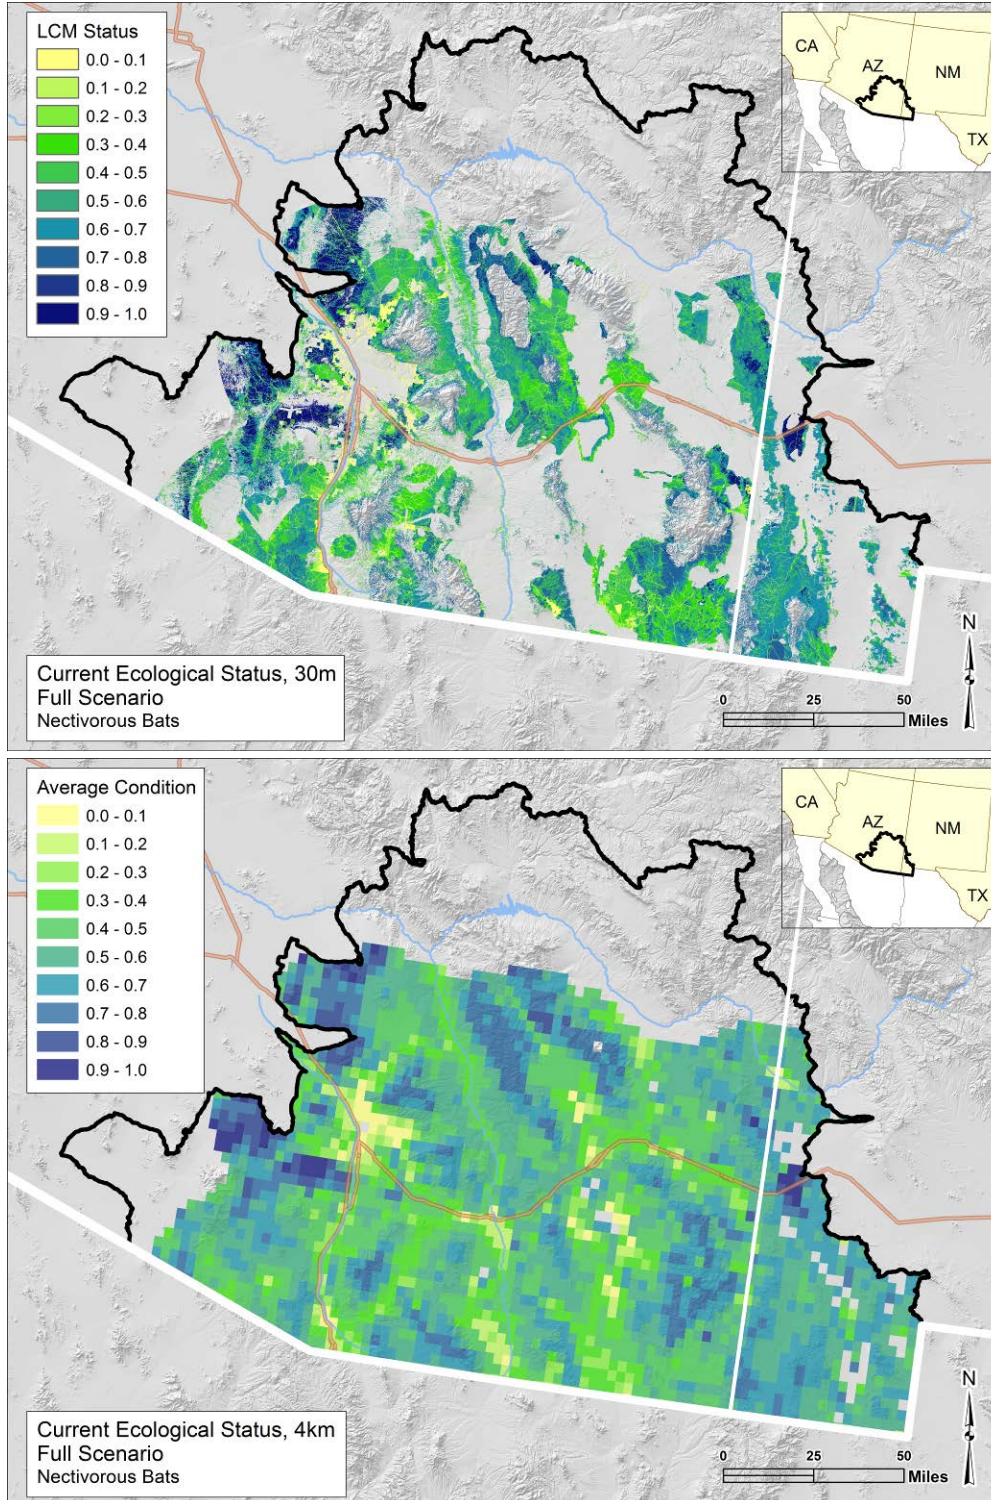 LCM Status
0.0 - 0.1
0.1 - 0.2
0.2 - 0.3
0.3 - 0.4
0.4 - 0.5
0.5 - 0.6
0.6 - 0.7
0.7 - 0.8
0.8 - 0.9
0.9 - 1.0
CA
AZ
NM
TX
N
Current Ecological Status, 30m
Full Scenario
Nectivorous Bats
0 25 50 Miles
Average Condition
0.0 - 0.1
0.1 - 0.2
0.2 - 0.3
0.3 - 0.4
0.4 - 0.5
0.5 - 0.6
0.6 - 0.7
0.7 - 0.8
0.8 - 0.9
0.9 - 1.0
CA
AZ
NM
TX
N
Current Ecological Status, 4km
Full Scenario
Nectivorous Bats
0 25 50 Miles